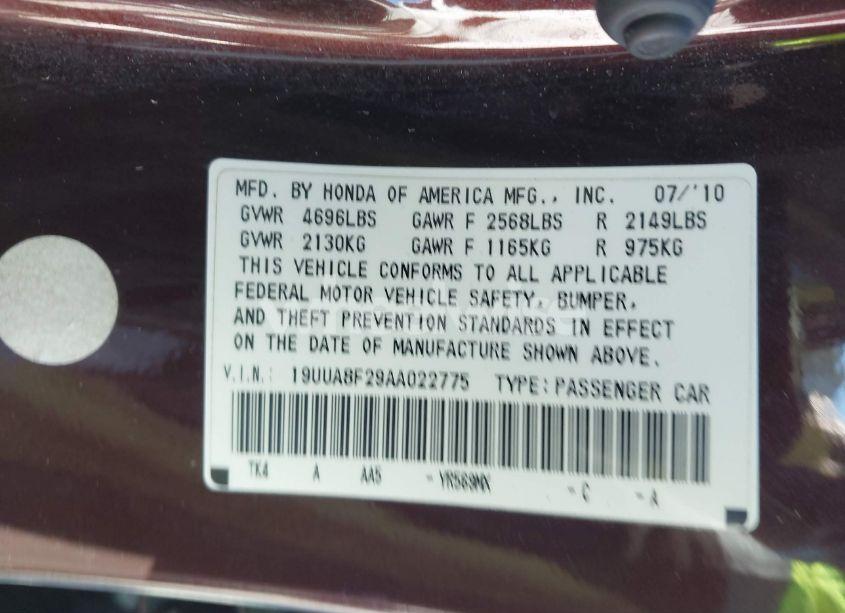 MFD. BY HONDA OF AMERICA MFG., INC. 07/'10
GVWR 4696LBS GAWR F 2568LBS R 2149LBS
GVWR 2130KG GAWR F 1165KG R 975KG
THIS VEHICLE CONFORMS TO ALL APPLICABLE
FEDERAL MOTOR VEHICLE SAFETY, BUMPER,
AND THEFT PREVENTION STANDARDS IN EFFECT
ON THE DATE OF MANUFACTURE SHOWN ABOVE.
V.I.N.: 19UUA8F29AA022775 TYPE:PASSENGER CAR
TK4 A AA5 -YR569MX -C -A